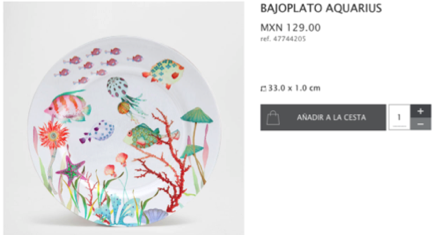 BAJOPLATO AQUARIUS
MXN 129.00
ref. 47744205
33.0 x 1.0 cm
AÑADIR A LA CESTA
1
+
−